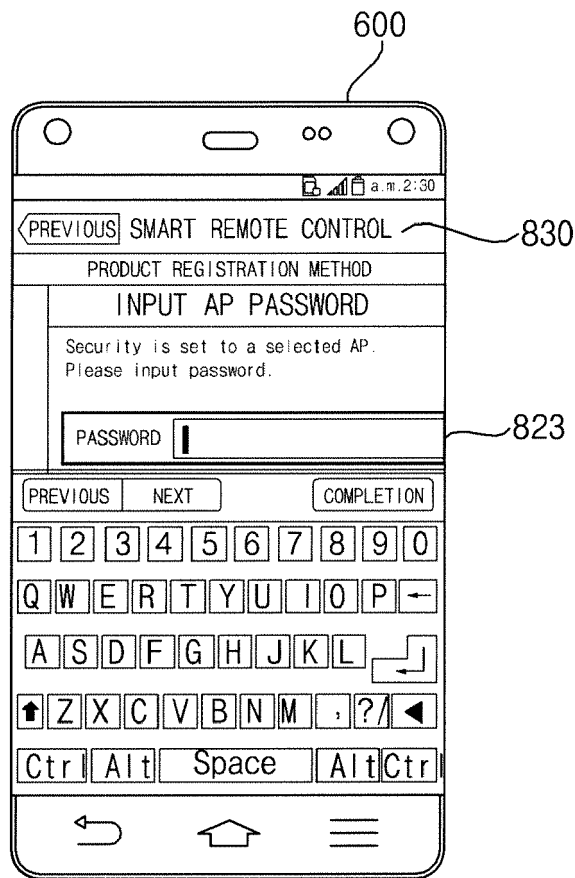 600
a.m.2:30
PREVIOUS SMART REMOTE CONTROL
830
PRODUCT REGISTRATION METHOD
INPUT AP PASSWORD
Security is set to a selected AP.
Please input password.
PASSWORD
823
PREVIOUS NEXT COMPLETION
1 2 3 4 5 6 7 8 9 0
Q W E R T Y U I O P ←
A S D F G H J K L
Z X C V B N M , ?/ ◀
Ctrl Alt Space Alt Ctrl